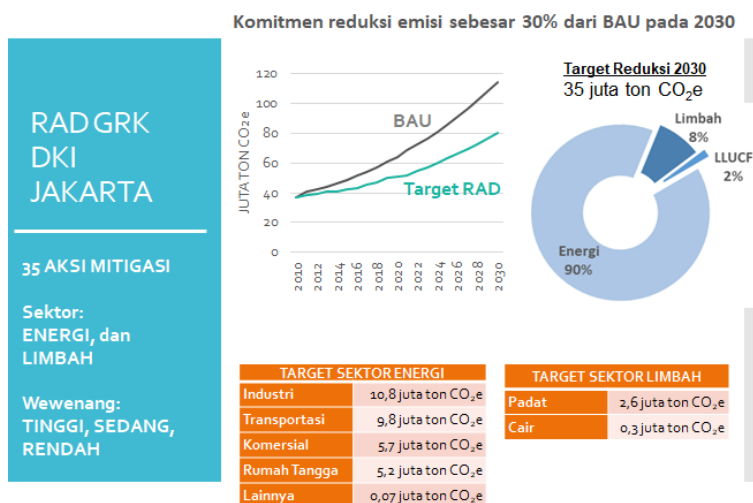 Komitmen reduksi emisi sebesar 30% dari BAU pada 2030
RAD GRK
DKI
JAKARTA
35 AKSI MITIGASI
Sektor:
ENERGI, dan
LIMBAH
Wewenang:
TINGGI, SEDANG,
RENDAH
JUTA TON CO2e
120
100
80
60
40
20
0
BAU
Target RAD
2010
2012
2014
2016
2018
2020
2022
2024
2026
2028
2030
Target Reduksi 2030
35 juta ton CO₂e
Limbah
8%
LLUCF
2%
Energi
90%
TARGET SEKTOR ENERGI
Industri 10,8 juta ton CO₂e
Transportasi 9,8 juta ton CO₂e
Komersial 5,7 juta ton CO₂e
Rumah Tangga 5,2 juta ton CO₂e
Lainnya 0,07 juta ton CO₂e
TARGET SEKTOR LIMBAH
Padat 2,6 juta ton CO₂e
Cair 0,3 juta ton CO₂e